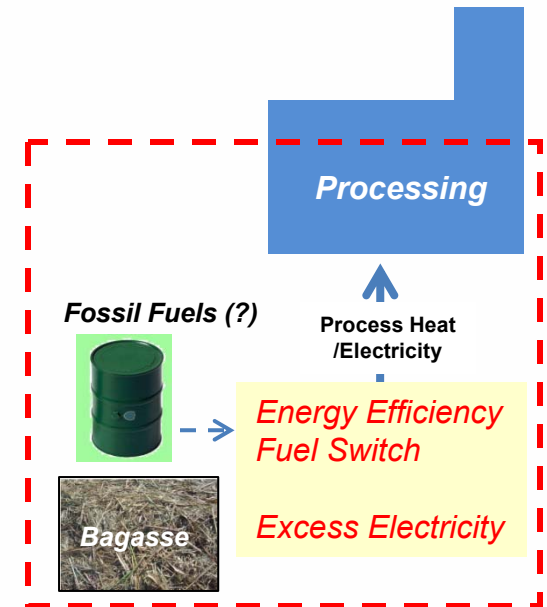 Processing
Fossil Fuels (?)
Process Heat
/Electricity
Energy Efficiency
Fuel Switch
Excess Electricity
Bagasse